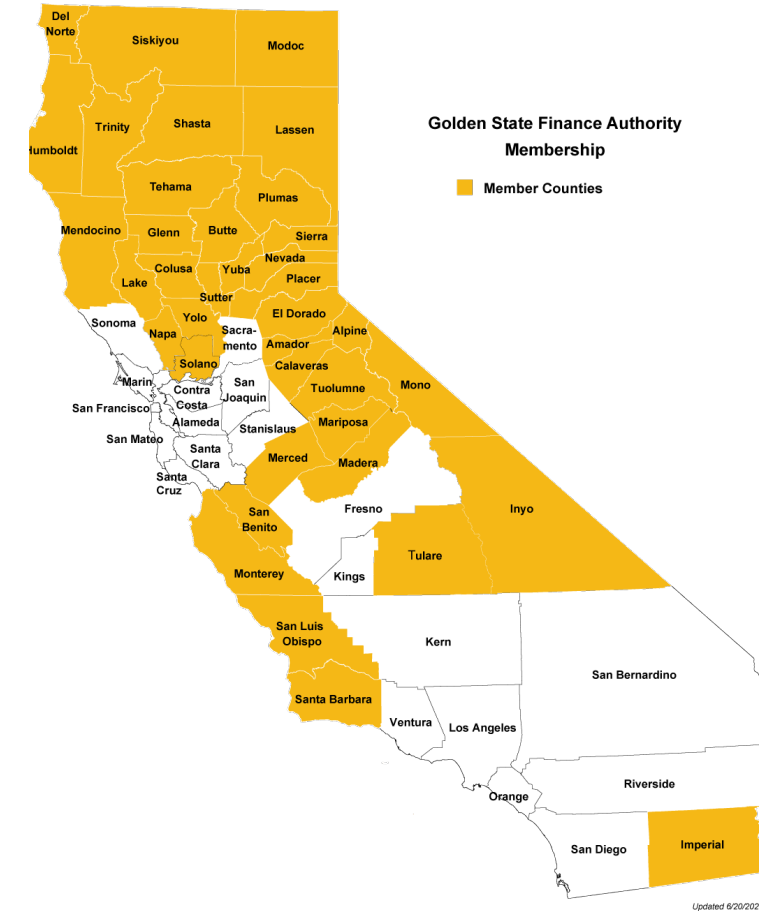 Del
Norte
Siskiyou
Modoc
Golden State Finance Authority
Membership
Member Counties
Trinity
Shasta
Lassen
Humboldt
Tehama
Plumas
Mendocino
Glenn
Butte
Sierra
Nevada
Colusa
Yuba
Placer
Lake
Sutter
El Dorado
Yolo
Sonoma
Napa
Sacra-
mento
Alpine
Amador
Solano
Calaveras
Marin
Contra
Costa
San
Joaquin
Tuolumne
Mono
San Francisco
Alameda
Stanislaus
Mariposa
San Mateo
Santa
Clara
Merced
Madera
Santa
Cruz
San
Benito
Fresno
Inyo
Tulare
Monterey
Kings
San Luis
Obispo
Kern
San Bernardino
Santa Barbara
Ventura
Los Angeles
Orange
Riverside
San Diego
Imperial
Updated 6/20/202